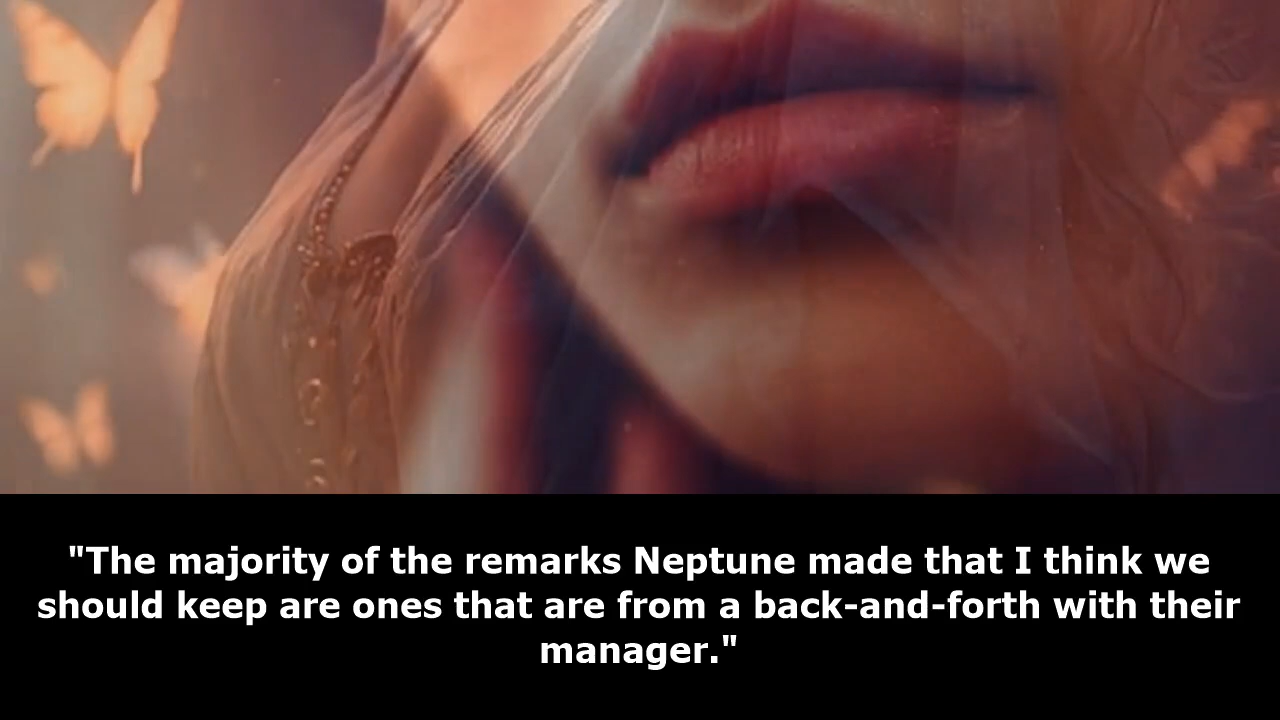 "The majority of the remarks Neptune made that I think we
should keep are ones that are from a back-and-forth with their
manager."